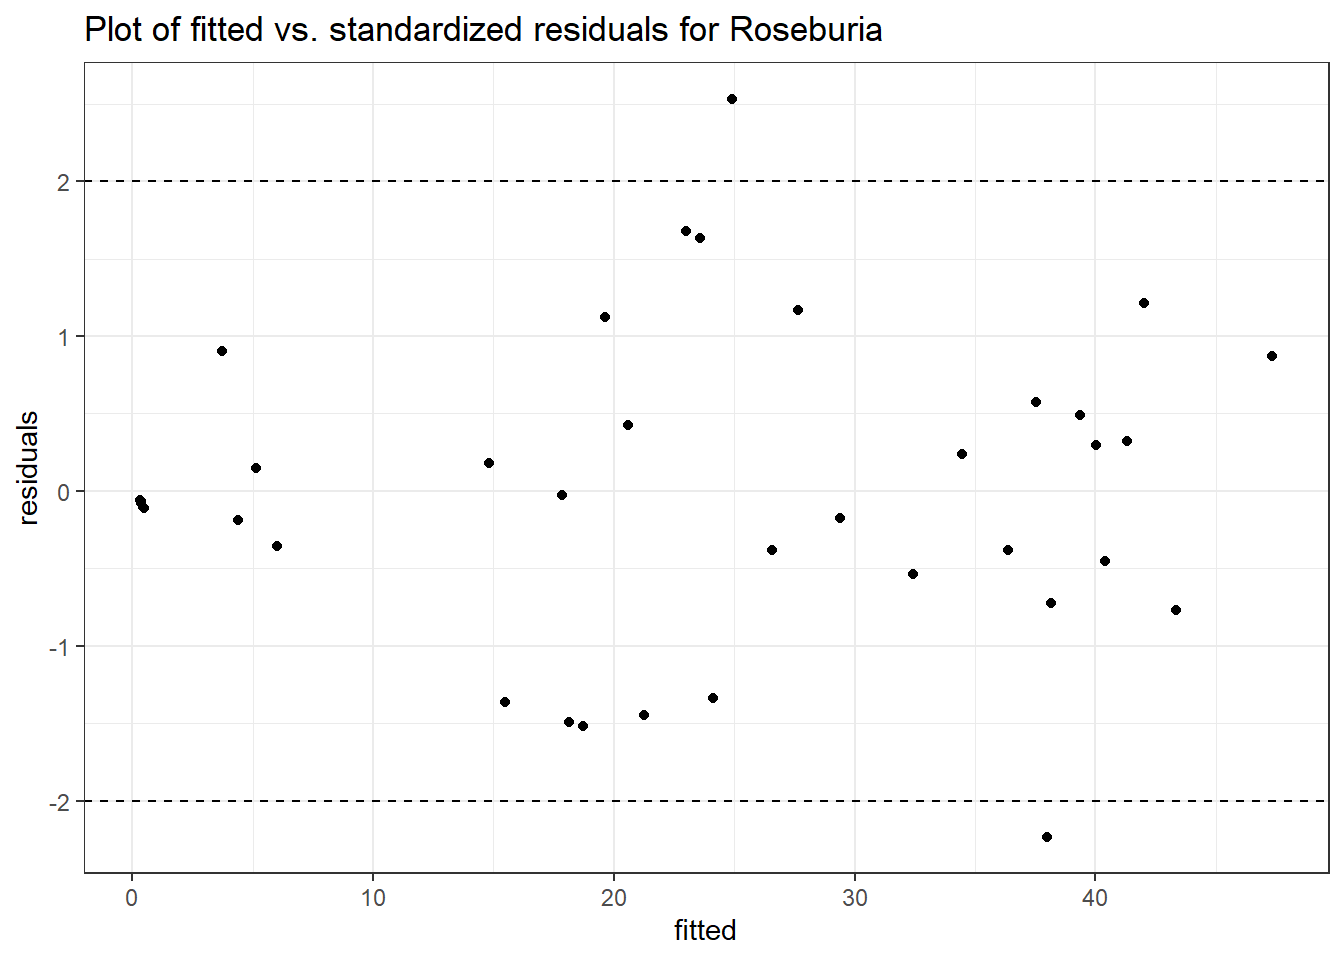 Plot of fitted vs. standardized residuals for Roseburia
2
1
0
-1
-2
residuals
0 10 20 30 40
fitted